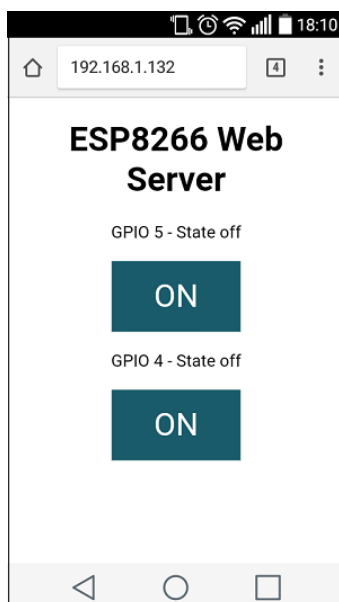 18:10
192.168.1.132
4
ESP8266 Web
Server
GPIO 5 - State off
ON
GPIO 4 - State off
ON